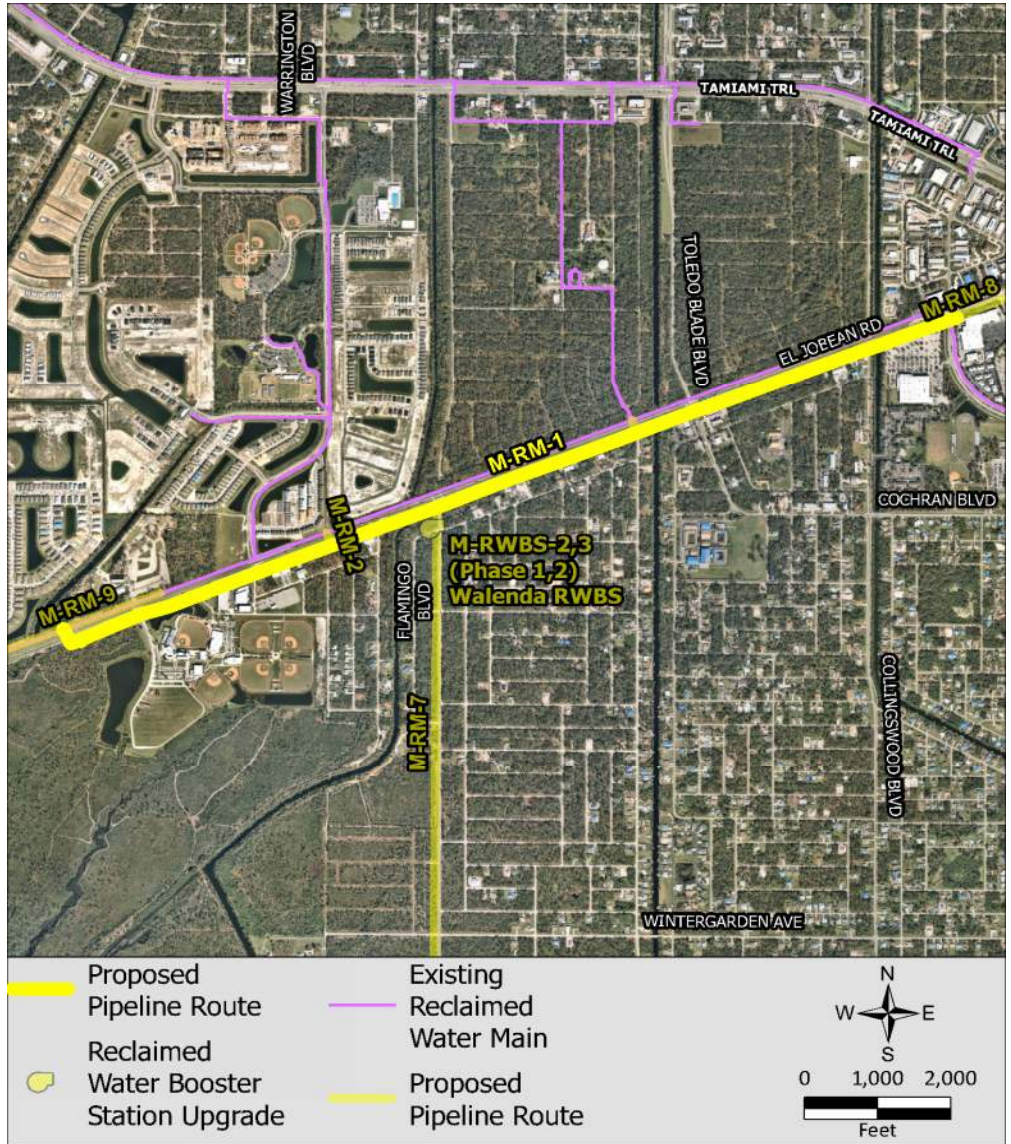 WARRINGTON
BLVD
TAMIAMI TRL
TAMIAMI TRL
TOLEDO BLADE BLVD
M-RM-8
EL JOBEAN RD
M-RM-1
COCHRAN BLVD
M-RM-2
M-RWBS-2,3
(Phase 1,2)
Walenda RWBS
M-RM-9
FLAMINGO
BLVD
M-RM-7
COLLINGSWOOD BLVD
WINTERGARDEN AVE
Proposed
Pipeline Route
Existing
Reclaimed
Water Main
Reclaimed
Water Booster
Station Upgrade
Proposed
Pipeline Route
N
W E
S
0 1,000 2,000
Feet